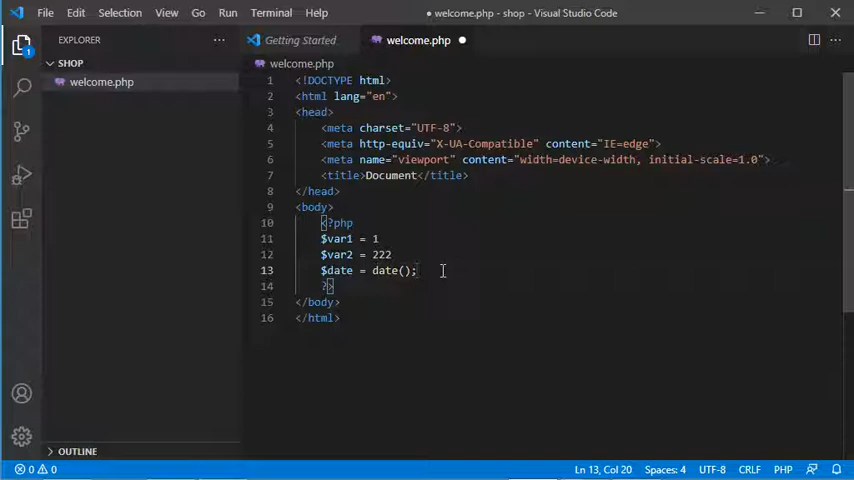 File Edit Selection View Go Run Terminal Help
● welcome.php - shop - Visual Studio Code
EXPLORER
Getting Started
welcome.php ●
SHOP
welcome.php
welcome.php
1 <!DOCTYPE html>
2 <html lang="en">
3 <head>
4 <meta charset="UTF-8">
5 <meta http-equiv="X-UA-Compatible" content="IE=edge">
6 <meta name="viewport" content="width=device-width, initial-scale=1.0">
7 <title>Document</title>
8 </head>
9 <body>
10 <?php
11 $var1 = 1
12 $var2 = 222
13 $date = date();
14 ?>
15 </body>
16 </html>
1
OUTLINE
0 0 Ln 13, Col 20 Spaces: 4 UTF-8 CRLF PHP